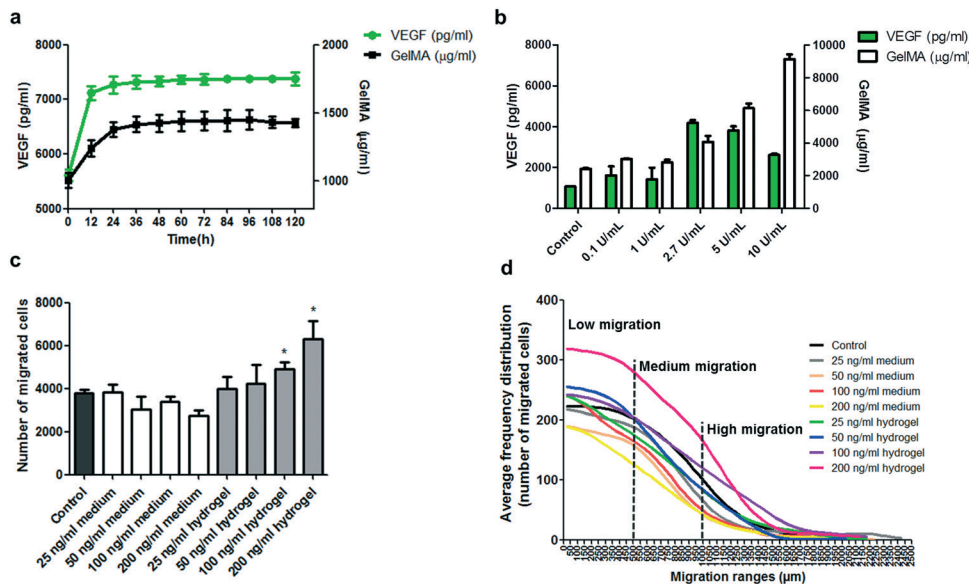 a
VEGF (pg/ml)
GelMA (µg/ml)
8000
7000
6000
5000
VEGF
(pg/ml)
2000
1500
1000
GelMA
(µg/ml)
0 12 24 36 48 60 72 84 96 108 120
Time(h)
b
VEGF (pg/ml)
GelMA (µg/ml)
8000
6000
4000
2000
0
VEGF
(pg/ml)
10000
8000
6000
4000
2000
0
GelMA
(µg/ml)
Control
0.1 U/mL
1 U/mL
2.7 U/mL
5 U/mL
10 U/mL
c
8000
6000
4000
2000
0
Number of migrated cells
*
*
Control
25 ng/ml medium
50 ng/ml medium
100 ng/ml medium
200 ng/ml medium
25 ng/ml hydrogel
50 ng/ml hydrogel
100 ng/ml hydrogel
200 ng/ml hydrogel
d
400
300
200
100
0
Average frequency distribution
(number of migrated cells)
Low migration
Medium migration
High migration
Control
25 ng/ml medium
50 ng/ml medium
100 ng/ml medium
200 ng/ml medium
25 ng/ml hydrogel
50 ng/ml hydrogel
100 ng/ml hydrogel
200 ng/ml hydrogel
Migration ranges (µm)